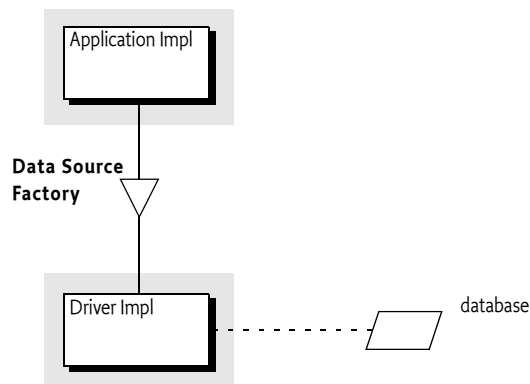 Application Impl
Data Source
Factory
Driver Impl
database